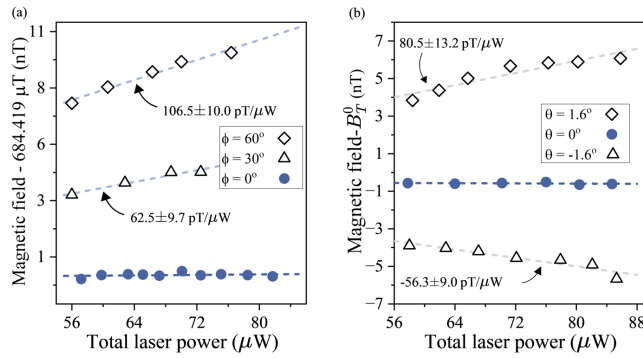 (a)
Magnetic field - 684.419 μT (nT)
11
8
3
1
106.5±10.0 pT/μW
62.5±9.7 pT/μW
ϕ = 60°
ϕ = 30°
ϕ = 0°
56 64 72 80
Total laser power (μW)
(b)
Magnetic field-B_T^0 (nT)
7
5
3
1
−1
−3
−5
−7
80.5±13.2 pT/μW
θ = 1.6°
θ = 0°
θ = -1.6°
-56.3±9.0 pT/μW
56 64 72 80 88
Total laser power (μW)